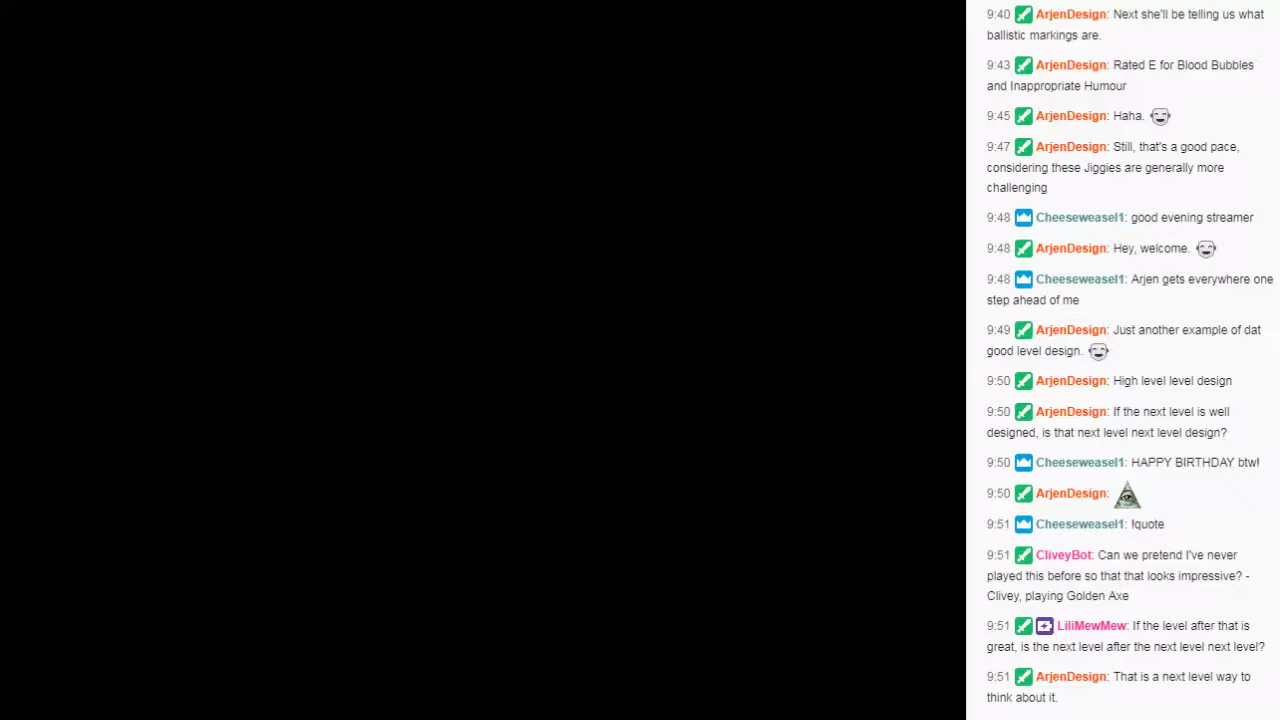 9:40 ArjenDesign: Next she'll be telling us what
ballistic markings are.
9:43 ArjenDesign: Rated E for Blood Bubbles
and Inappropriate Humour
9:45 ArjenDesign: Haha.
9:47 ArjenDesign: Still, that's a good pace,
considering these Jiggies are generally more
challenging
9:48 Cheeseweasel1: good evening streamer
9:48 ArjenDesign: Hey, welcome.
9:48 Cheeseweasel1: Arjen gets everywhere one
step ahead of me
9:49 ArjenDesign: Just another example of dat
good level design.
9:50 ArjenDesign: High level level design
9:50 ArjenDesign: If the next level is well
designed, is that next level next level design?
9:50 Cheeseweasel1: HAPPY BIRTHDAY btw!
9:50 ArjenDesign:
9:51 Cheeseweasel1: !quote
9:51 CliveyBot: Can we pretend I've never
played this before so that that looks impressive? -
Clivey, playing Golden Axe
9:51 LiliMewMew: If the level after that is
great, is the next level after the next level next level?
9:51 ArjenDesign: That is a next level way to
think about it.